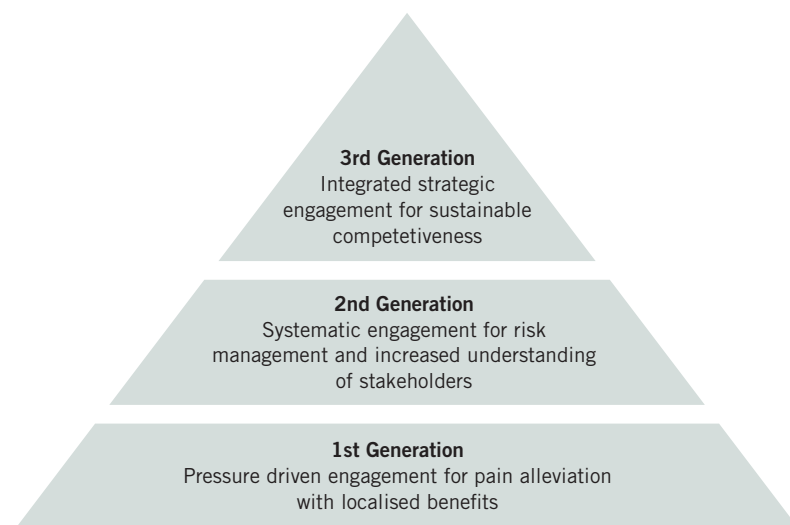 3rd Generation
Integrated strategic
engagement for sustainable
competetiveness
2nd Generation
Systematic engagement for risk
management and increased understanding
of stakeholders
1st Generation
Pressure driven engagement for pain alleviation
with localised benefits